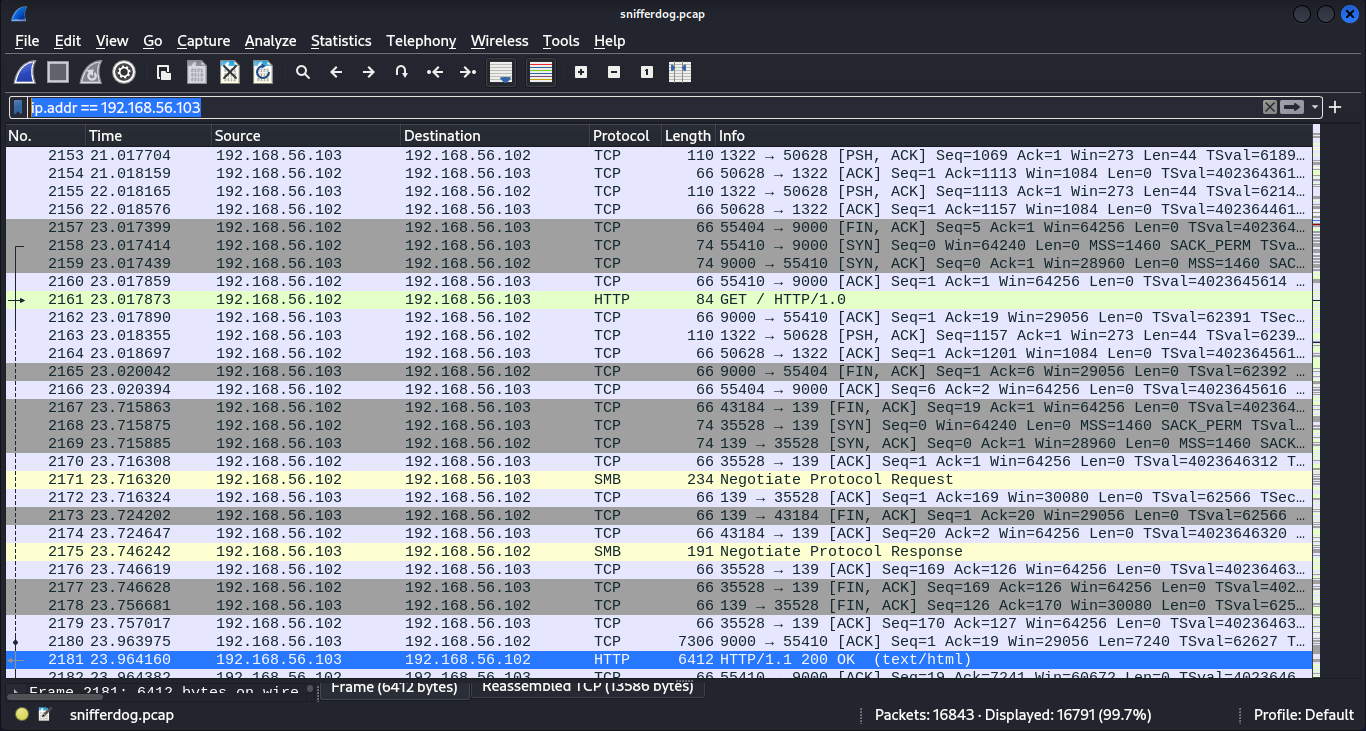 snifferdog.pcap
File Edit View Go Capture Analyze Statistics Telephony Wireless Tools Help
ip.addr == 192.168.56.103
No. Time Source Destination Protocol Length Info
2153 21.017704 192.168.56.103 192.168.56.102 TCP 110 1322 → 50628 [PSH, ACK] Seq=1069 Ack=1 Win=273 Len=44 TSval=6189…
2154 21.018159 192.168.56.102 192.168.56.103 TCP 66 50628 → 1322 [ACK] Seq=1 Ack=1113 Win=1084 Len=0 TSval=402364361…
2155 22.018165 192.168.56.103 192.168.56.102 TCP 110 1322 → 50628 [PSH, ACK] Seq=1113 Ack=1 Win=273 Len=44 TSval=6214…
2156 22.018576 192.168.56.102 192.168.56.103 TCP 66 50628 → 1322 [ACK] Seq=1 Ack=1157 Win=1084 Len=0 TSval=402364461…
2157 23.017399 192.168.56.102 192.168.56.103 TCP 66 55404 → 9000 [FIN, ACK] Seq=5 Ack=1 Win=64256 Len=0 TSval=402364…
2158 23.017414 192.168.56.102 192.168.56.103 TCP 74 55410 → 9000 [SYN] Seq=0 Win=64240 Len=0 MSS=1460 SACK_PERM TSva…
2159 23.017439 192.168.56.103 192.168.56.102 TCP 74 9000 → 55410 [SYN, ACK] Seq=0 Ack=1 Win=28960 Len=0 MSS=1460 SAC…
2160 23.017859 192.168.56.102 192.168.56.103 TCP 66 55410 → 9000 [ACK] Seq=1 Ack=1 Win=64256 Len=0 TSval=4023645614 …
2161 23.017873 192.168.56.102 192.168.56.103 HTTP 84 GET / HTTP/1.0
2162 23.017890 192.168.56.103 192.168.56.102 TCP 66 9000 → 55410 [ACK] Seq=1 Ack=19 Win=29056 Len=0 TSval=62391 TSec…
2163 23.018355 192.168.56.103 192.168.56.102 TCP 110 1322 → 50628 [PSH, ACK] Seq=1157 Ack=1 Win=273 Len=44 TSval=6239…
2164 23.018697 192.168.56.102 192.168.56.103 TCP 66 50628 → 1322 [ACK] Seq=1 Ack=1201 Win=1084 Len=0 TSval=402364561…
2165 23.020042 192.168.56.103 192.168.56.102 TCP 66 9000 → 55404 [FIN, ACK] Seq=1 Ack=6 Win=29056 Len=0 TSval=62392 …
2166 23.020394 192.168.56.102 192.168.56.103 TCP 66 55404 → 9000 [ACK] Seq=6 Ack=2 Win=64256 Len=0 TSval=4023645616 …
2167 23.715863 192.168.56.102 192.168.56.103 TCP 66 43184 → 139 [FIN, ACK] Seq=19 Ack=1 Win=64256 Len=0 TSval=402364…
2168 23.715875 192.168.56.102 192.168.56.103 TCP 74 35528 → 139 [SYN] Seq=0 Win=64240 Len=0 MSS=1460 SACK_PERM TSval…
2169 23.715885 192.168.56.103 192.168.56.102 TCP 74 139 → 35528 [SYN, ACK] Seq=0 Ack=1 Win=28960 Len=0 MSS=1460 SACK…
2170 23.716308 192.168.56.102 192.168.56.103 TCP 66 35528 → 139 [ACK] Seq=1 Ack=1 Win=64256 Len=0 TSval=4023646312 T…
2171 23.716320 192.168.56.102 192.168.56.103 SMB 234 Negotiate Protocol Request
2172 23.716324 192.168.56.103 192.168.56.102 TCP 66 139 → 35528 [ACK] Seq=1 Ack=169 Win=30080 Len=0 TSval=62566 TSec…
2173 23.724202 192.168.56.103 192.168.56.102 TCP 66 139 → 43184 [FIN, ACK] Seq=1 Ack=20 Win=29056 Len=0 TSval=62566 …
2174 23.724647 192.168.56.102 192.168.56.103 TCP 66 43184 → 139 [ACK] Seq=20 Ack=2 Win=64256 Len=0 TSval=4023646320 …
2175 23.746242 192.168.56.103 192.168.56.102 SMB 191 Negotiate Protocol Response
2176 23.746619 192.168.56.102 192.168.56.103 TCP 66 35528 → 139 [ACK] Seq=169 Ack=126 Win=64256 Len=0 TSval=40236463…
2177 23.746628 192.168.56.102 192.168.56.103 TCP 66 35528 → 139 [FIN, ACK] Seq=169 Ack=126 Win=64256 Len=0 TSval=402…
2178 23.756681 192.168.56.103 192.168.56.102 TCP 66 139 → 35528 [FIN, ACK] Seq=126 Ack=170 Win=30080 Len=0 TSval=625…
2179 23.757017 192.168.56.102 192.168.56.103 TCP 66 35528 → 139 [ACK] Seq=170 Ack=127 Win=64256 Len=0 TSval=40236463…
2180 23.963975 192.168.56.103 192.168.56.102 TCP 7306 9000 → 55410 [ACK] Seq=1 Ack=19 Win=29056 Len=7240 TSval=62627 T…
2181 23.964160 192.168.56.103 192.168.56.102 HTTP 6412 HTTP/1.1 200 OK (text/html)
2182 23.964382 192.168.56.102 192.168.56.103 TCP 66 55410 → 9000 [ACK] Seq=19 Ack=7241 Win=60672 Len=0 TSval=4023646…
Frame 2181: 6412 bytes on wire Frame (6412 bytes) Reassembled TCP (13586 bytes)
snifferdog.pcap Packets: 16843 · Displayed: 16791 (99.7%) Profile: Default